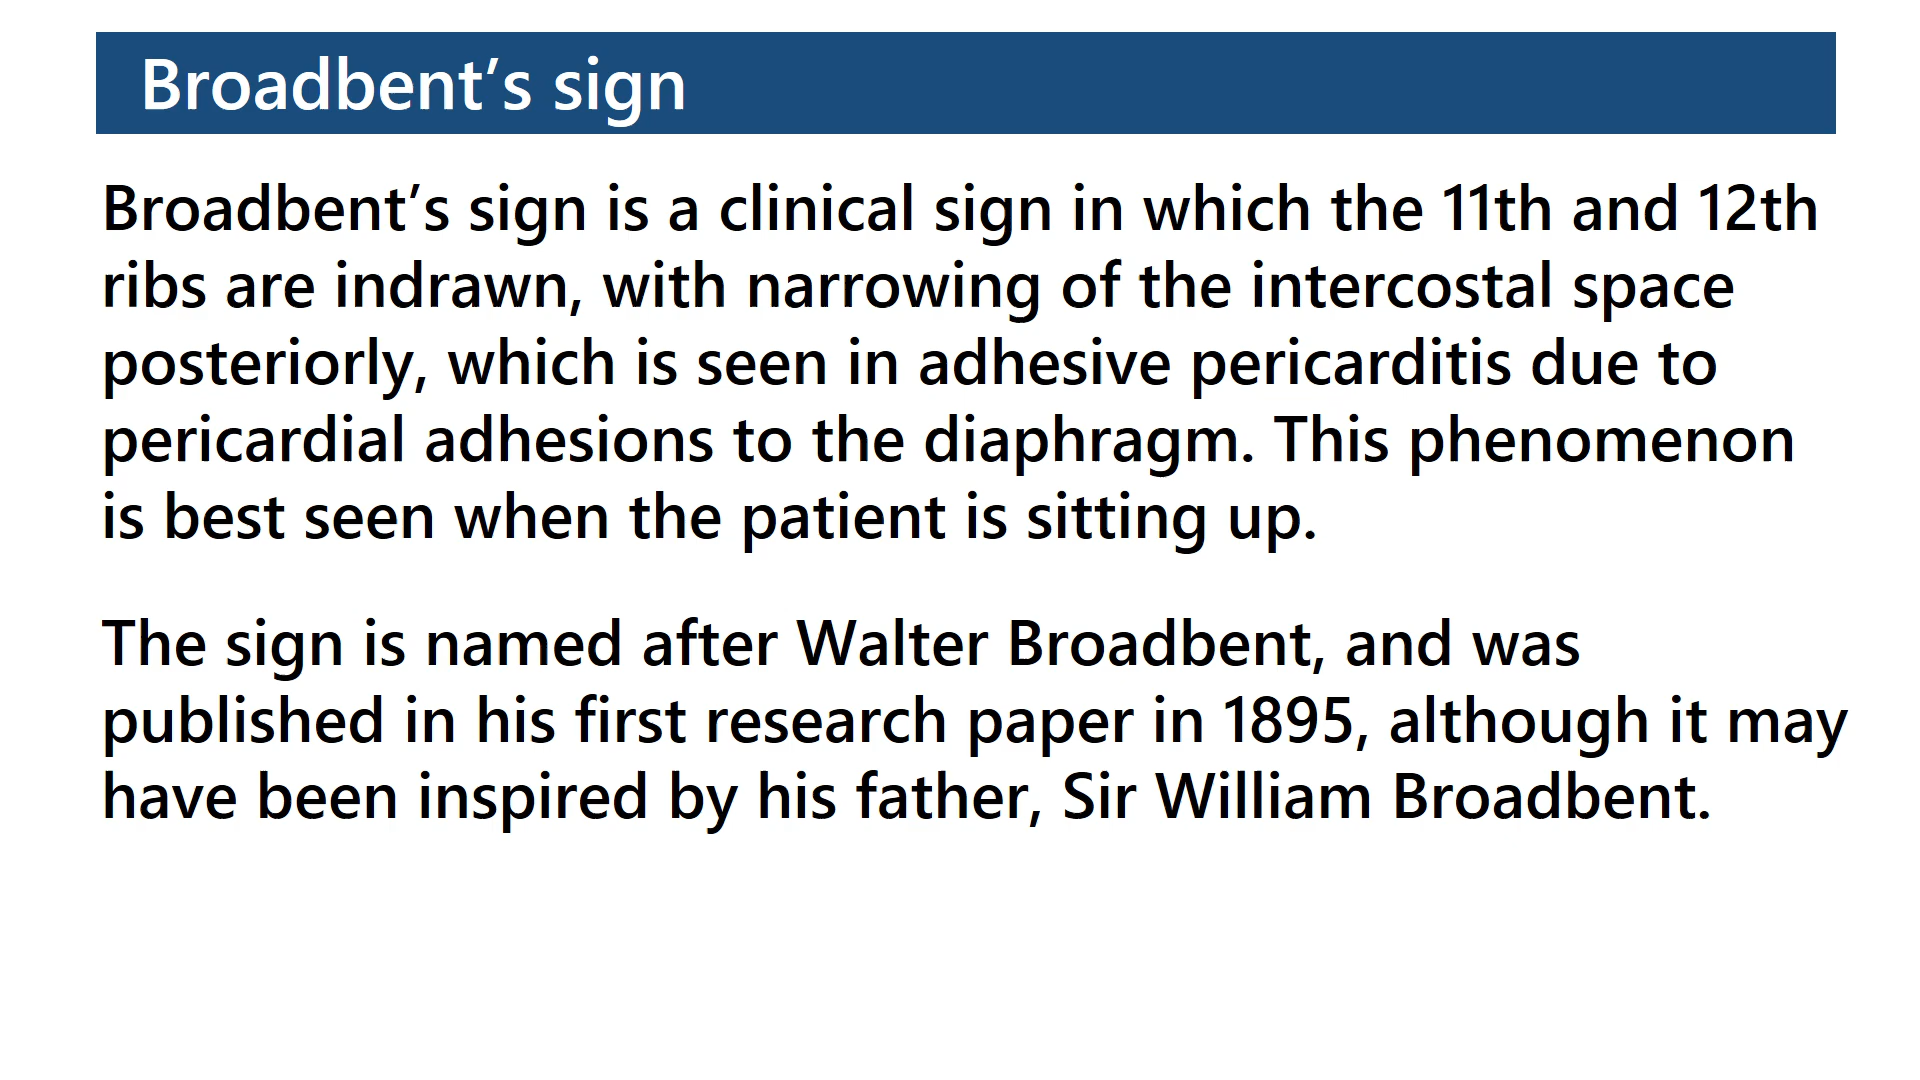 Broadbent’s sign
Broadbent’s sign is a clinical sign in which the 11th and 12th
ribs are indrawn, with narrowing of the intercostal space
posteriorly, which is seen in adhesive pericarditis due to
pericardial adhesions to the diaphragm. This phenomenon
is best seen when the patient is sitting up.
The sign is named after Walter Broadbent, and was
published in his first research paper in 1895, although it may
have been inspired by his father, Sir William Broadbent.